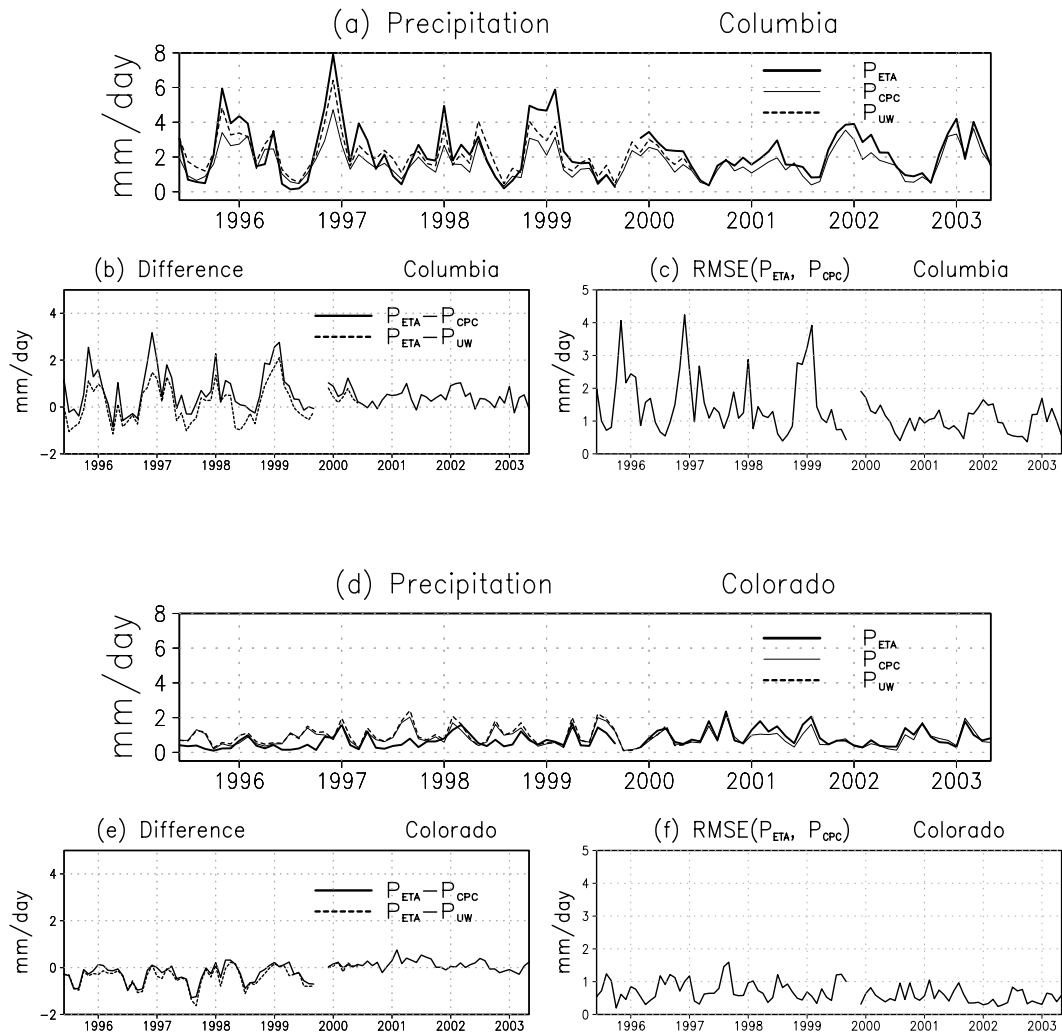 (a) Precipitation Columbia
mm/day
8
6
4
2
0
P_ETA
P_CPC
P_UW
1996 1997 1998 1999 2000 2001 2002 2003
(b) Difference Columbia
mm/day
4
2
0
−2
P_ETA−P_CPC
P_ETA−P_UW
1996 1997 1998 1999 2000 2001 2002 2003
(c) RMSE(P_ETA, P_CPC) Columbia
mm/day
5
4
3
2
1
0
1996 1997 1998 1999 2000 2001 2002 2003
(d) Precipitation Colorado
mm/day
8
6
4
2
0
P_ETA
P_CPC
P_UW
1996 1997 1998 1999 2000 2001 2002 2003
(e) Difference Colorado
mm/day
4
2
0
−2
P_ETA−P_CPC
P_ETA−P_UW
1996 1997 1998 1999 2000 2001 2002 2003
(f) RMSE(P_ETA, P_CPC) Colorado
mm/day
5
4
3
2
1
0
1996 1997 1998 1999 2000 2001 2002 2003